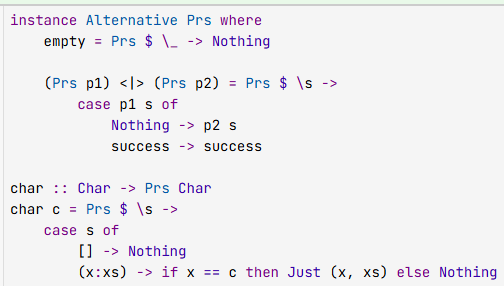 instance Alternative Prs where
    empty = Prs $ \_ -> Nothing

    (Prs p1) <|> (Prs p2) = Prs $ \s ->
        case p1 s of
            Nothing -> p2 s
            success -> success

char :: Char -> Prs Char
char c = Prs $ \s ->
    case s of
        [] -> Nothing
        (x:xs) -> if x == c then Just (x, xs) else Nothing